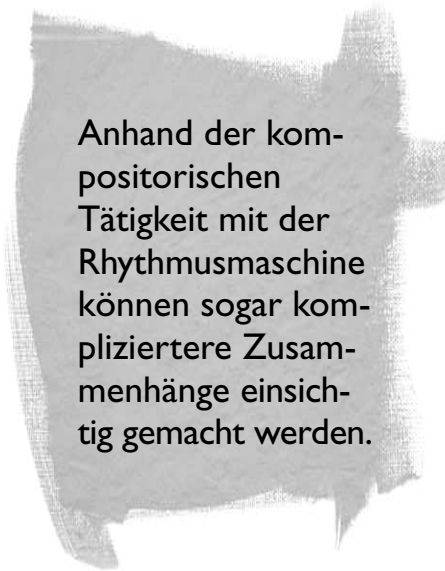 Anhand der kom-
positorischen
Tätigkeit mit der
Rhythmusmaschine
können sogar kom-
pliziertere Zusam-
menhänge einsich-
tig gemacht werden.